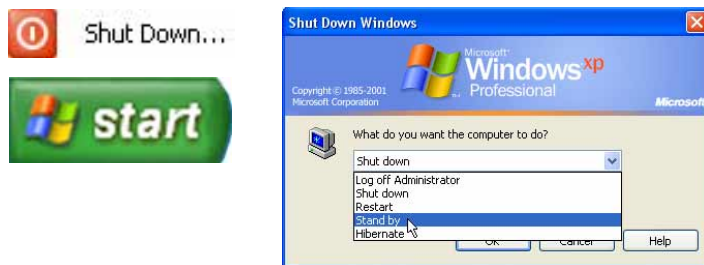 Shut Down...
start
Shut Down Windows
Microsoft
Windows xp
Professional
Copyright © 1985-2001
Microsoft Corporation
Microsoft
What do you want the computer to do?
Shut down
Log off Administrator
Shut down
Restart
Stand by
Hibernate
OK Cancel Help